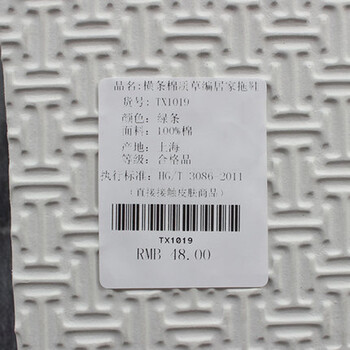 品名:横条棉质草编居家拖鞋
货号: TX1019
颜色: 绿条
面料: 100%棉
产地: 上海
等级: 合格品
执行标准: HG/T 3086-2011
（直接接触皮肤商品）
TX1019
RMB 48.00